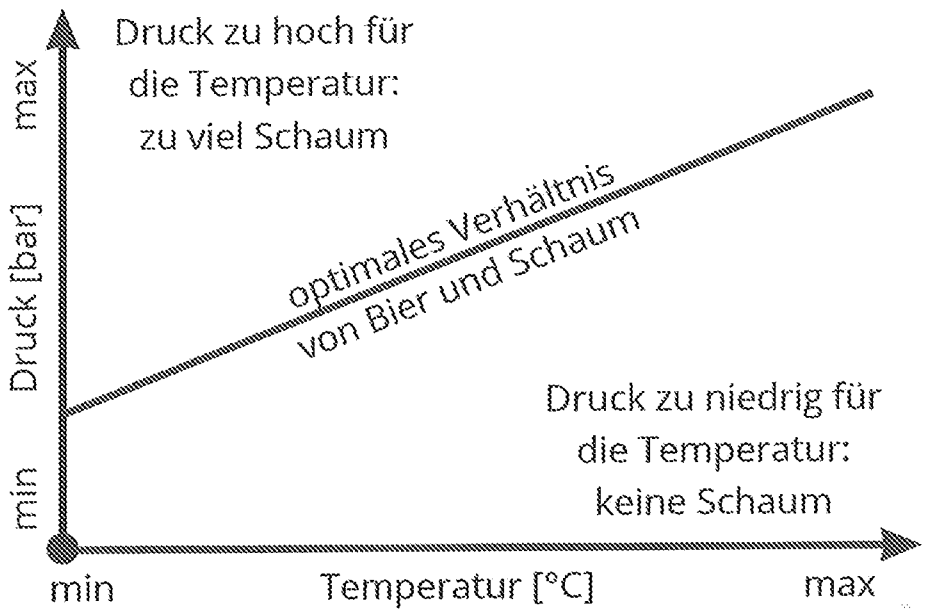 Druck zu hoch für
die Temperatur:
zu viel Schaum
max
Druck [bar]
min
optimales Verhältnis
von Bier und Schaum
Druck zu niedrig für
die Temperatur:
keine Schaum
min
Temperatur [°C]
max